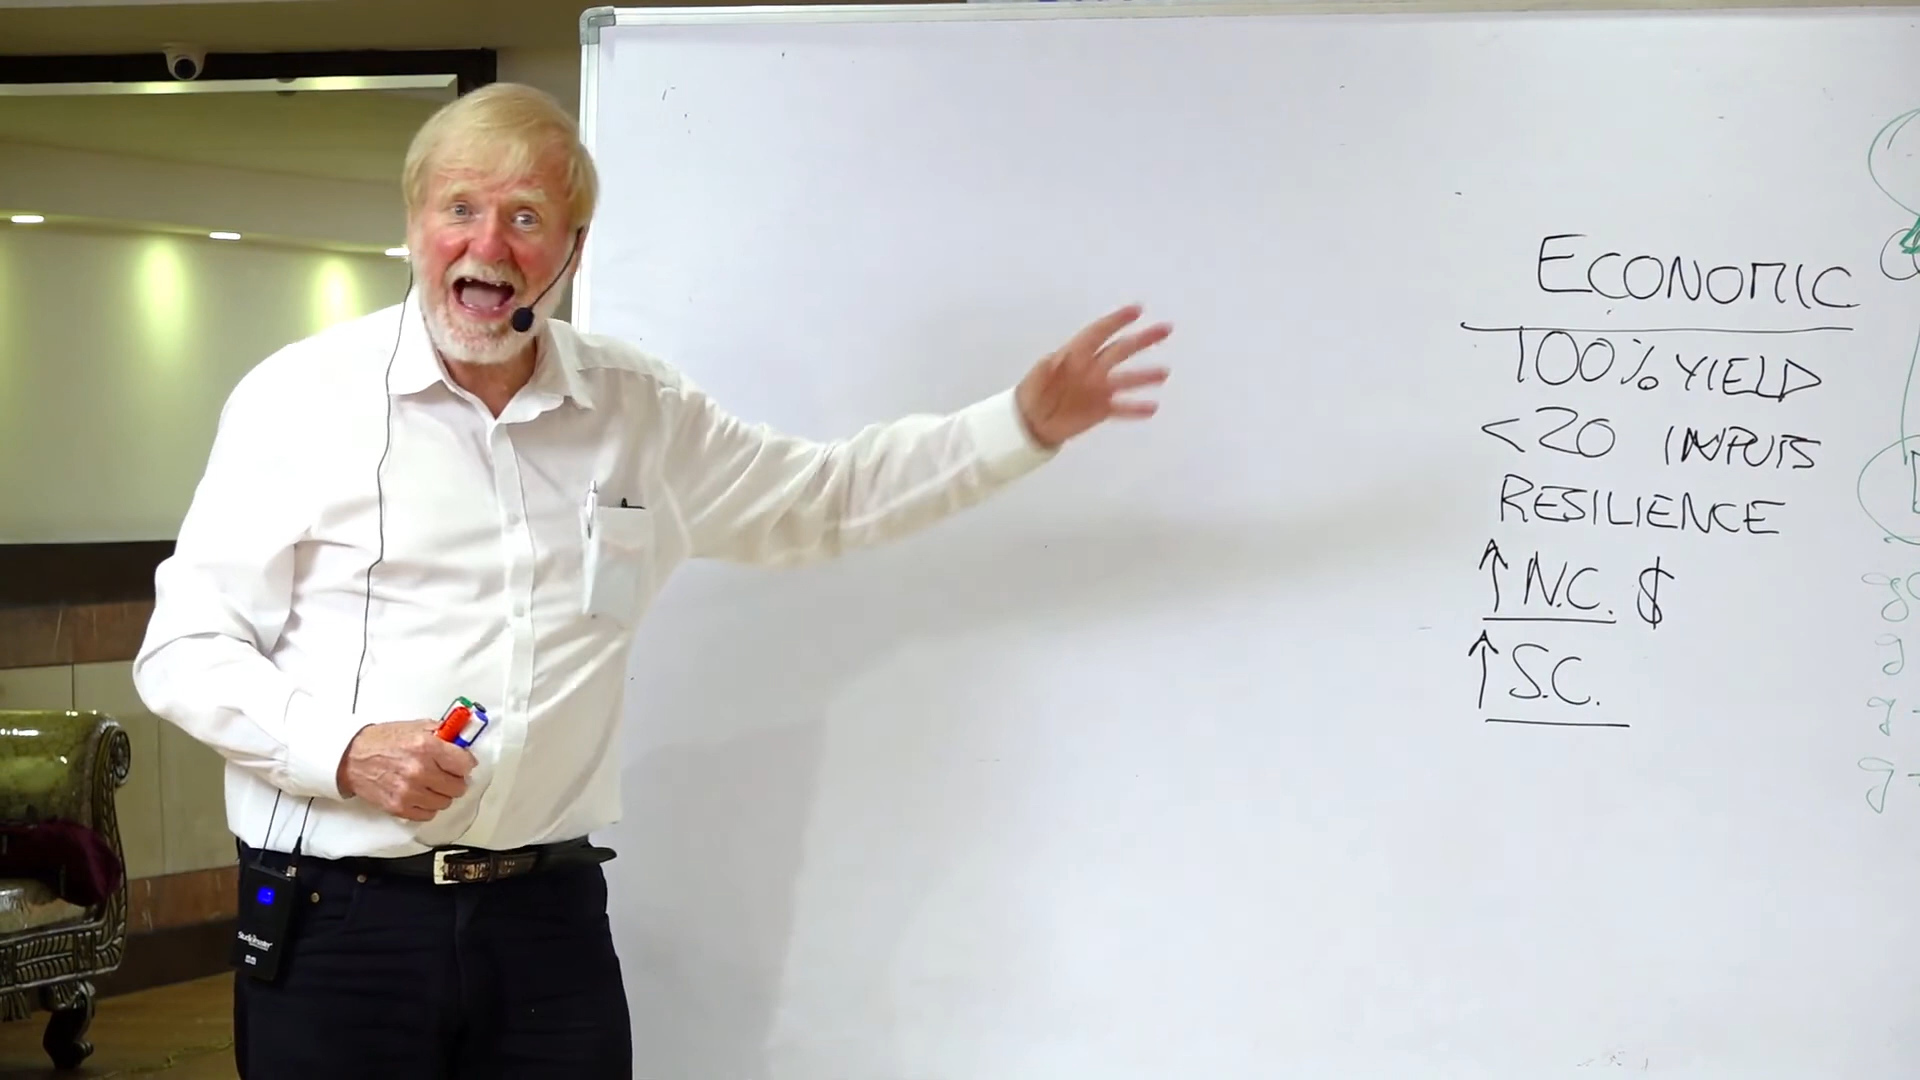 ECONOMIC
100% YIELD
<20 INPUTS
RESILIENCE
↑ N.C. $
↑ S.C.